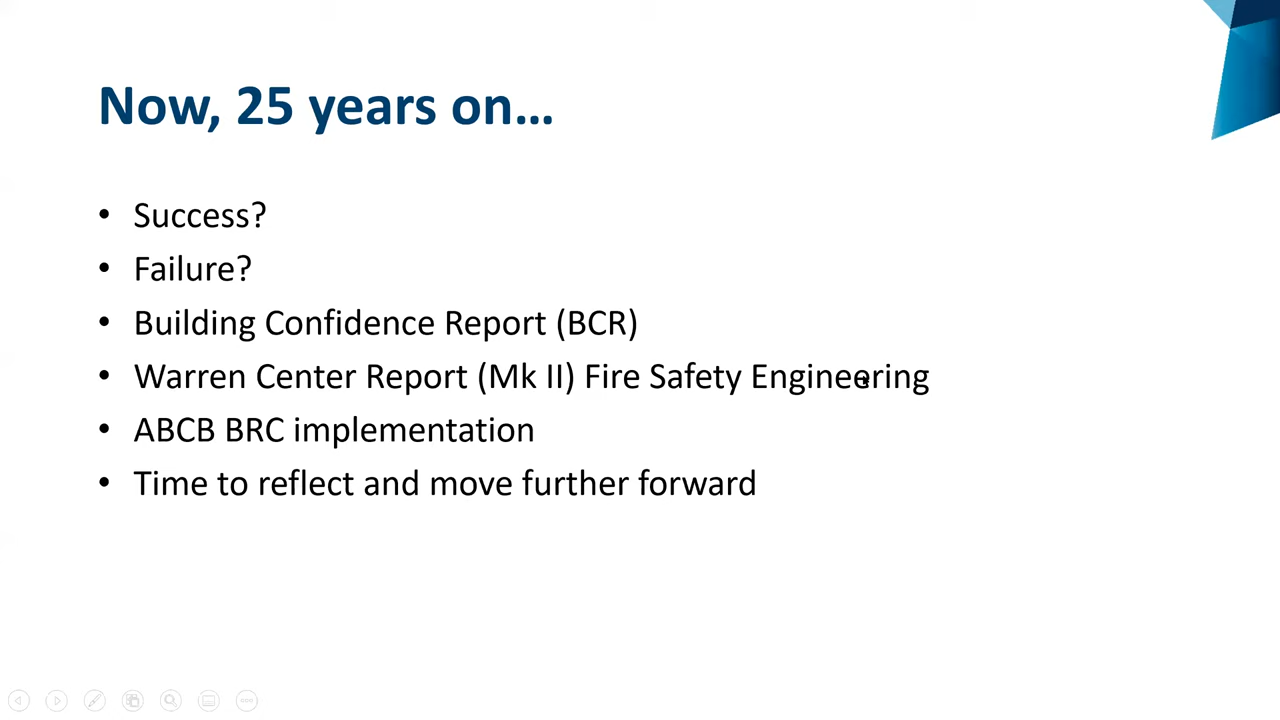 Now, 25 years on...
• Success?
• Failure?
• Building Confidence Report (BCR)
• Warren Center Report (Mk II) Fire Safety Engineering
• ABCB BRC implementation
• Time to reflect and move further forward